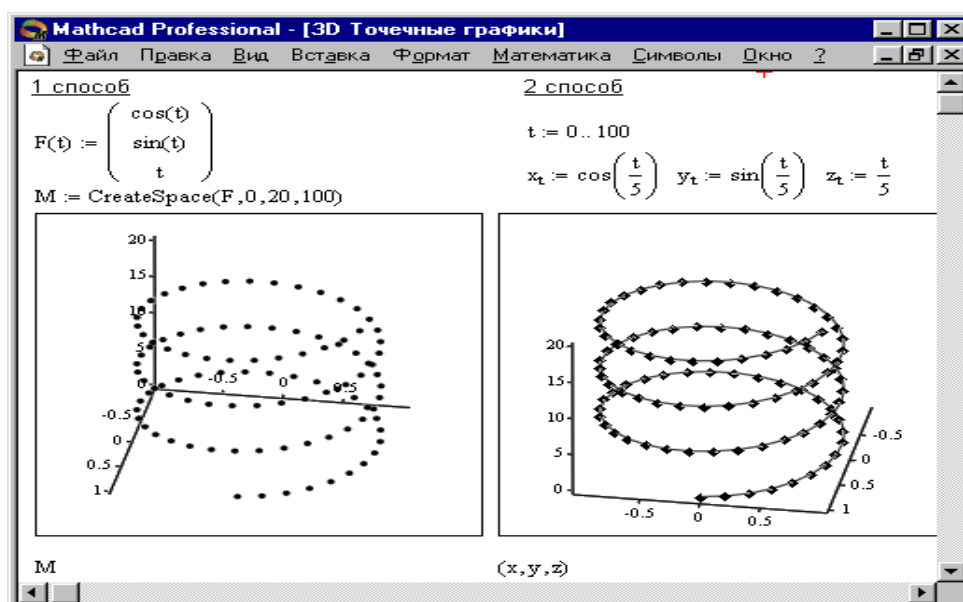 Mathcad Professional - [3D Точечные графики]
Файл Правка Вид Вставка Формат Математика Символы Окно ?
1 способ
F(t) := ( cos(t) sin(t) t )
M := CreateSpace(F,0,20,100)
20
15
10
5
0
-0.5
0
0.5
-0.5
0
0.5
1
M
2 способ
t := 0.. 100
x_t := cos(t/5) y_t := sin(t/5) z_t := t/5
20
15
10
5
0
-0.5
0
0.5
-0.5
0
0.5
1
(x,y,z)